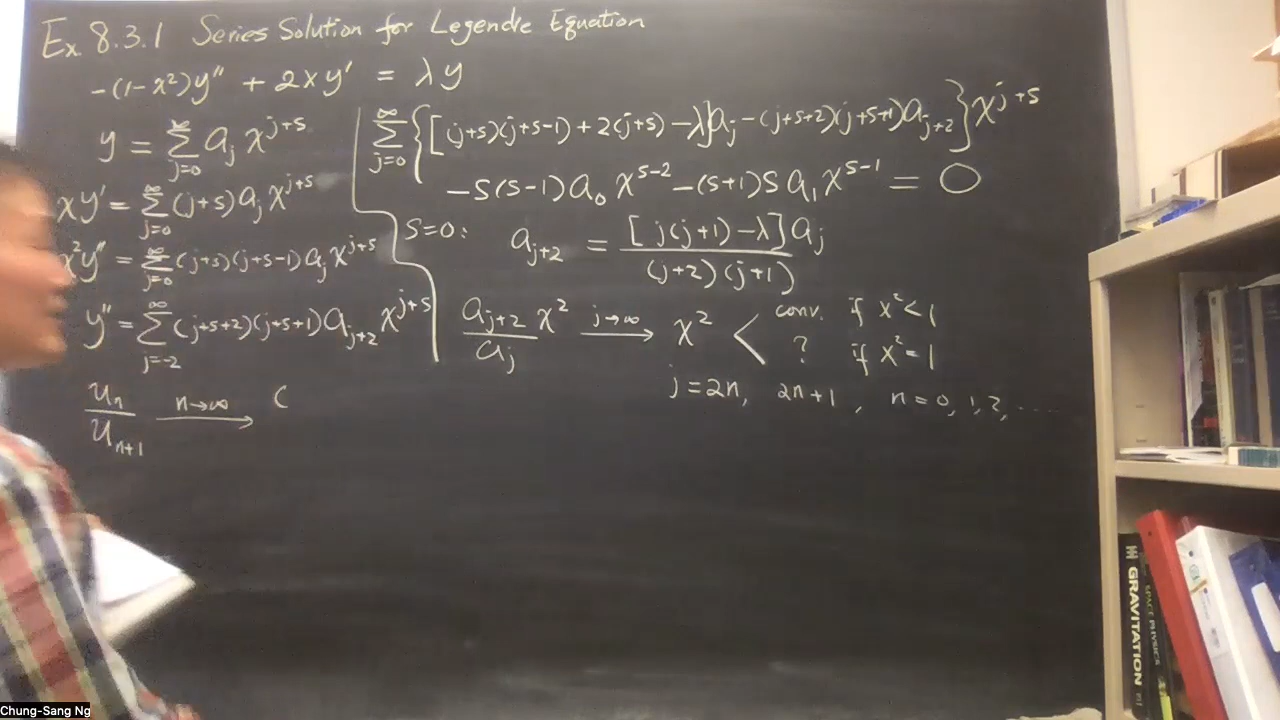 Ex. 8.3.1 Series Solution for Legendre Equation
-(1-x²)y'' + 2xy' = λy
y = Σ_{j=0}^{∞} a_j x^{j+s}
xy' = Σ_{j=0}^{∞} (j+s) a_j x^{j+s}
x²y'' = Σ_{j=0}^{∞} (j+s)(j+s-1) a_j x^{j+s}
y'' = Σ_{j=-2}^{∞} (j+s+2)(j+s+1) a_{j+2} x^{j+s}
u_n / u_{n+1} —n→∞→ C
Σ_{j=0}^{∞} {[(j+s)(j+s-1) + 2(j+s) - λ] a_j - (j+s+2)(j+s+1) a_{j+2}} x^{j+s}
-s(s-1) a_0 x^{s-2} - (s+1)s a_1 x^{s-1} = 0
s=0: a_{j+2} = [j(j+1) - λ] a_j / (j+2)(j+1)
a_{j+2} / a_j x² —j→∞→ x² < conv. if x² < 1
? if x² = 1
j = 2n, 2n+1, n = 0, 1, 2, ....
GRAVITATION
SPACE PHYSICS
Chung-Sang Ng